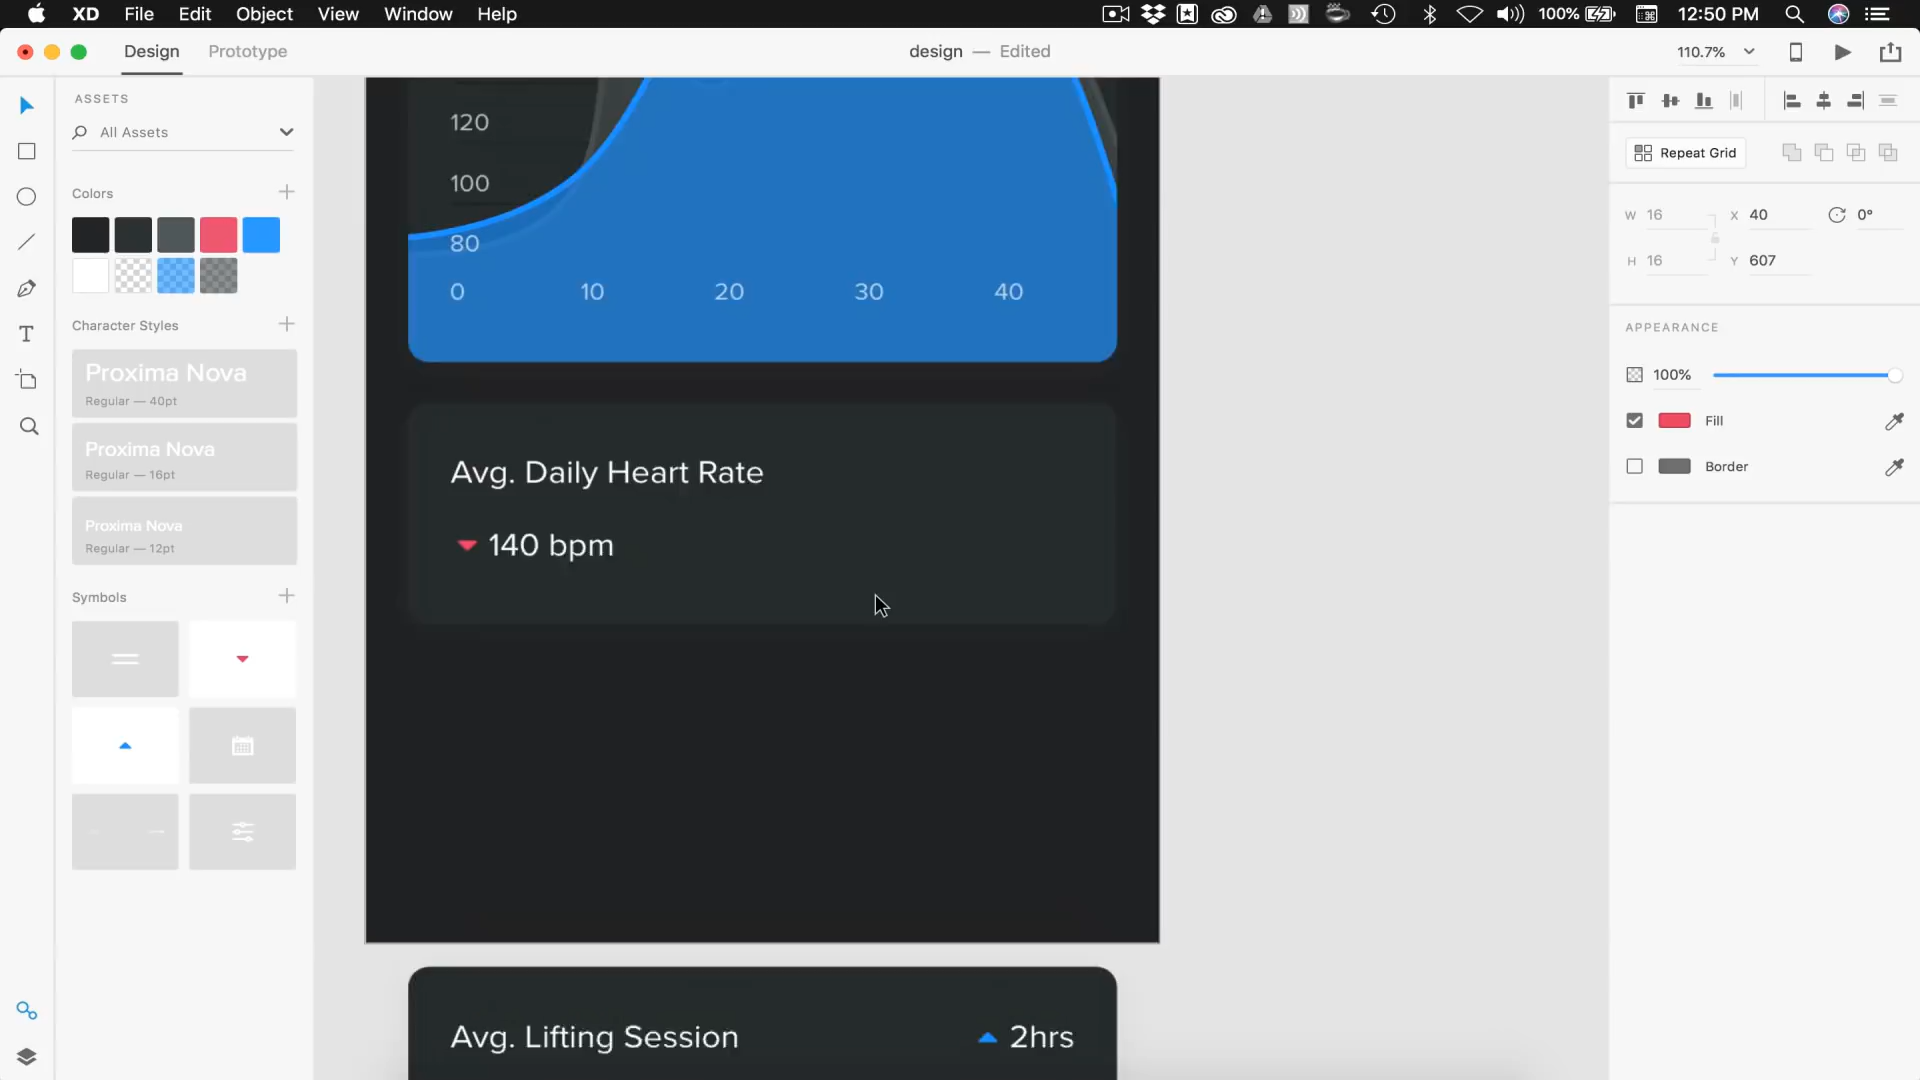 XD File Edit Object View Window Help 100% 12:50 PM
Design Prototype design — Edited 110.7%
ASSETS
All Assets
Colors
Character Styles
Proxima Nova
Regular — 40pt
Proxima Nova
Regular — 16pt
Proxima Nova
Regular — 12pt
Symbols
120
100
80
0 10 20 30 40
Avg. Daily Heart Rate
140 bpm
Avg. Lifting Session 2hrs
Repeat Grid
W 16 X 40 0°
H 16 Y 607
APPEARANCE
100%
Fill
Border